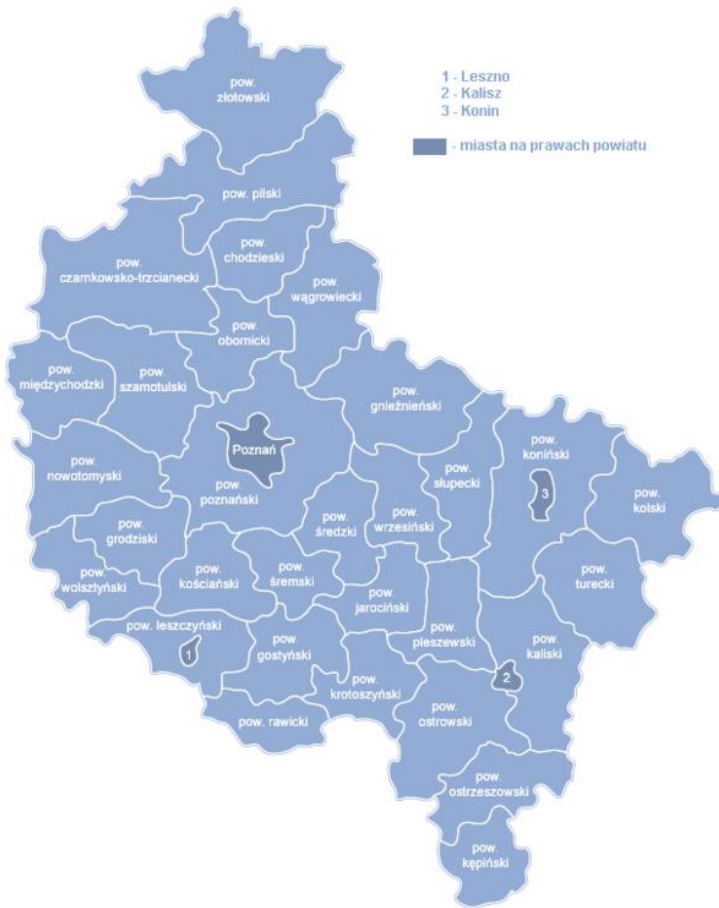 pow.
złotowski
1 - Leszno
2 - Kalisz
3 - Konin
- miasta na prawach powiatu
pow. pilski
pow.
chodzieski
pow.
czarnkowsko-trzcianecki
pow.
wągrowiecki
pow.
obornicki
pow.
międzychodzki
pow.
szamotulski
pow.
gnieźnieński
Poznań
pow.
poznański
pow.
nowotomyski
pow.
słupecki
pow.
koniński
3
pow.
kolski
pow.
średzki
pow.
wrzesiński
pow.
grodziski
pow.
wolsztyński
pow.
kościański
pow.
śremski
pow.
jarociński
pow.
turecki
pow. leszczyński
1
pow.
gostyński
pow.
pleszewski
pow.
kaliski
2
pow.
krotoszyński
pow.
ostrowski
pow. rawicki
pow.
ostrzeszowski
pow.
kępiński